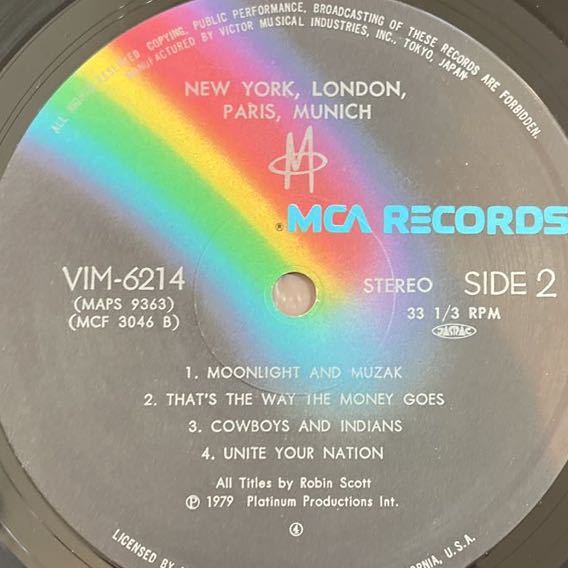 ALL RIGHTS RESERVED COPYING, PUBLIC PERFORMANCE, BROADCASTING OF THESE RECORDS ARE FORBIDDEN.
MANUFACTURED BY VICTOR MUSICAL INDUSTRIES, INC., TOKYO, JAPAN
NEW YORK, LONDON,
PARIS, MUNICH
M
® MCA RECORDS
VIM-6214
(MAPS 9363)
(MCF 3046 B)
STEREO SIDE 2
33 1/3 RPM
JASRAC
1. MOONLIGHT AND MUZAK
2. THAT'S THE WAY THE MONEY GOES
3. COWBOYS AND INDIANS
4. UNITE YOUR NATION
All Titles by Robin Scott
℗ 1979 Platinum Productions Int.
④
LICENSED BY
U.S.A.